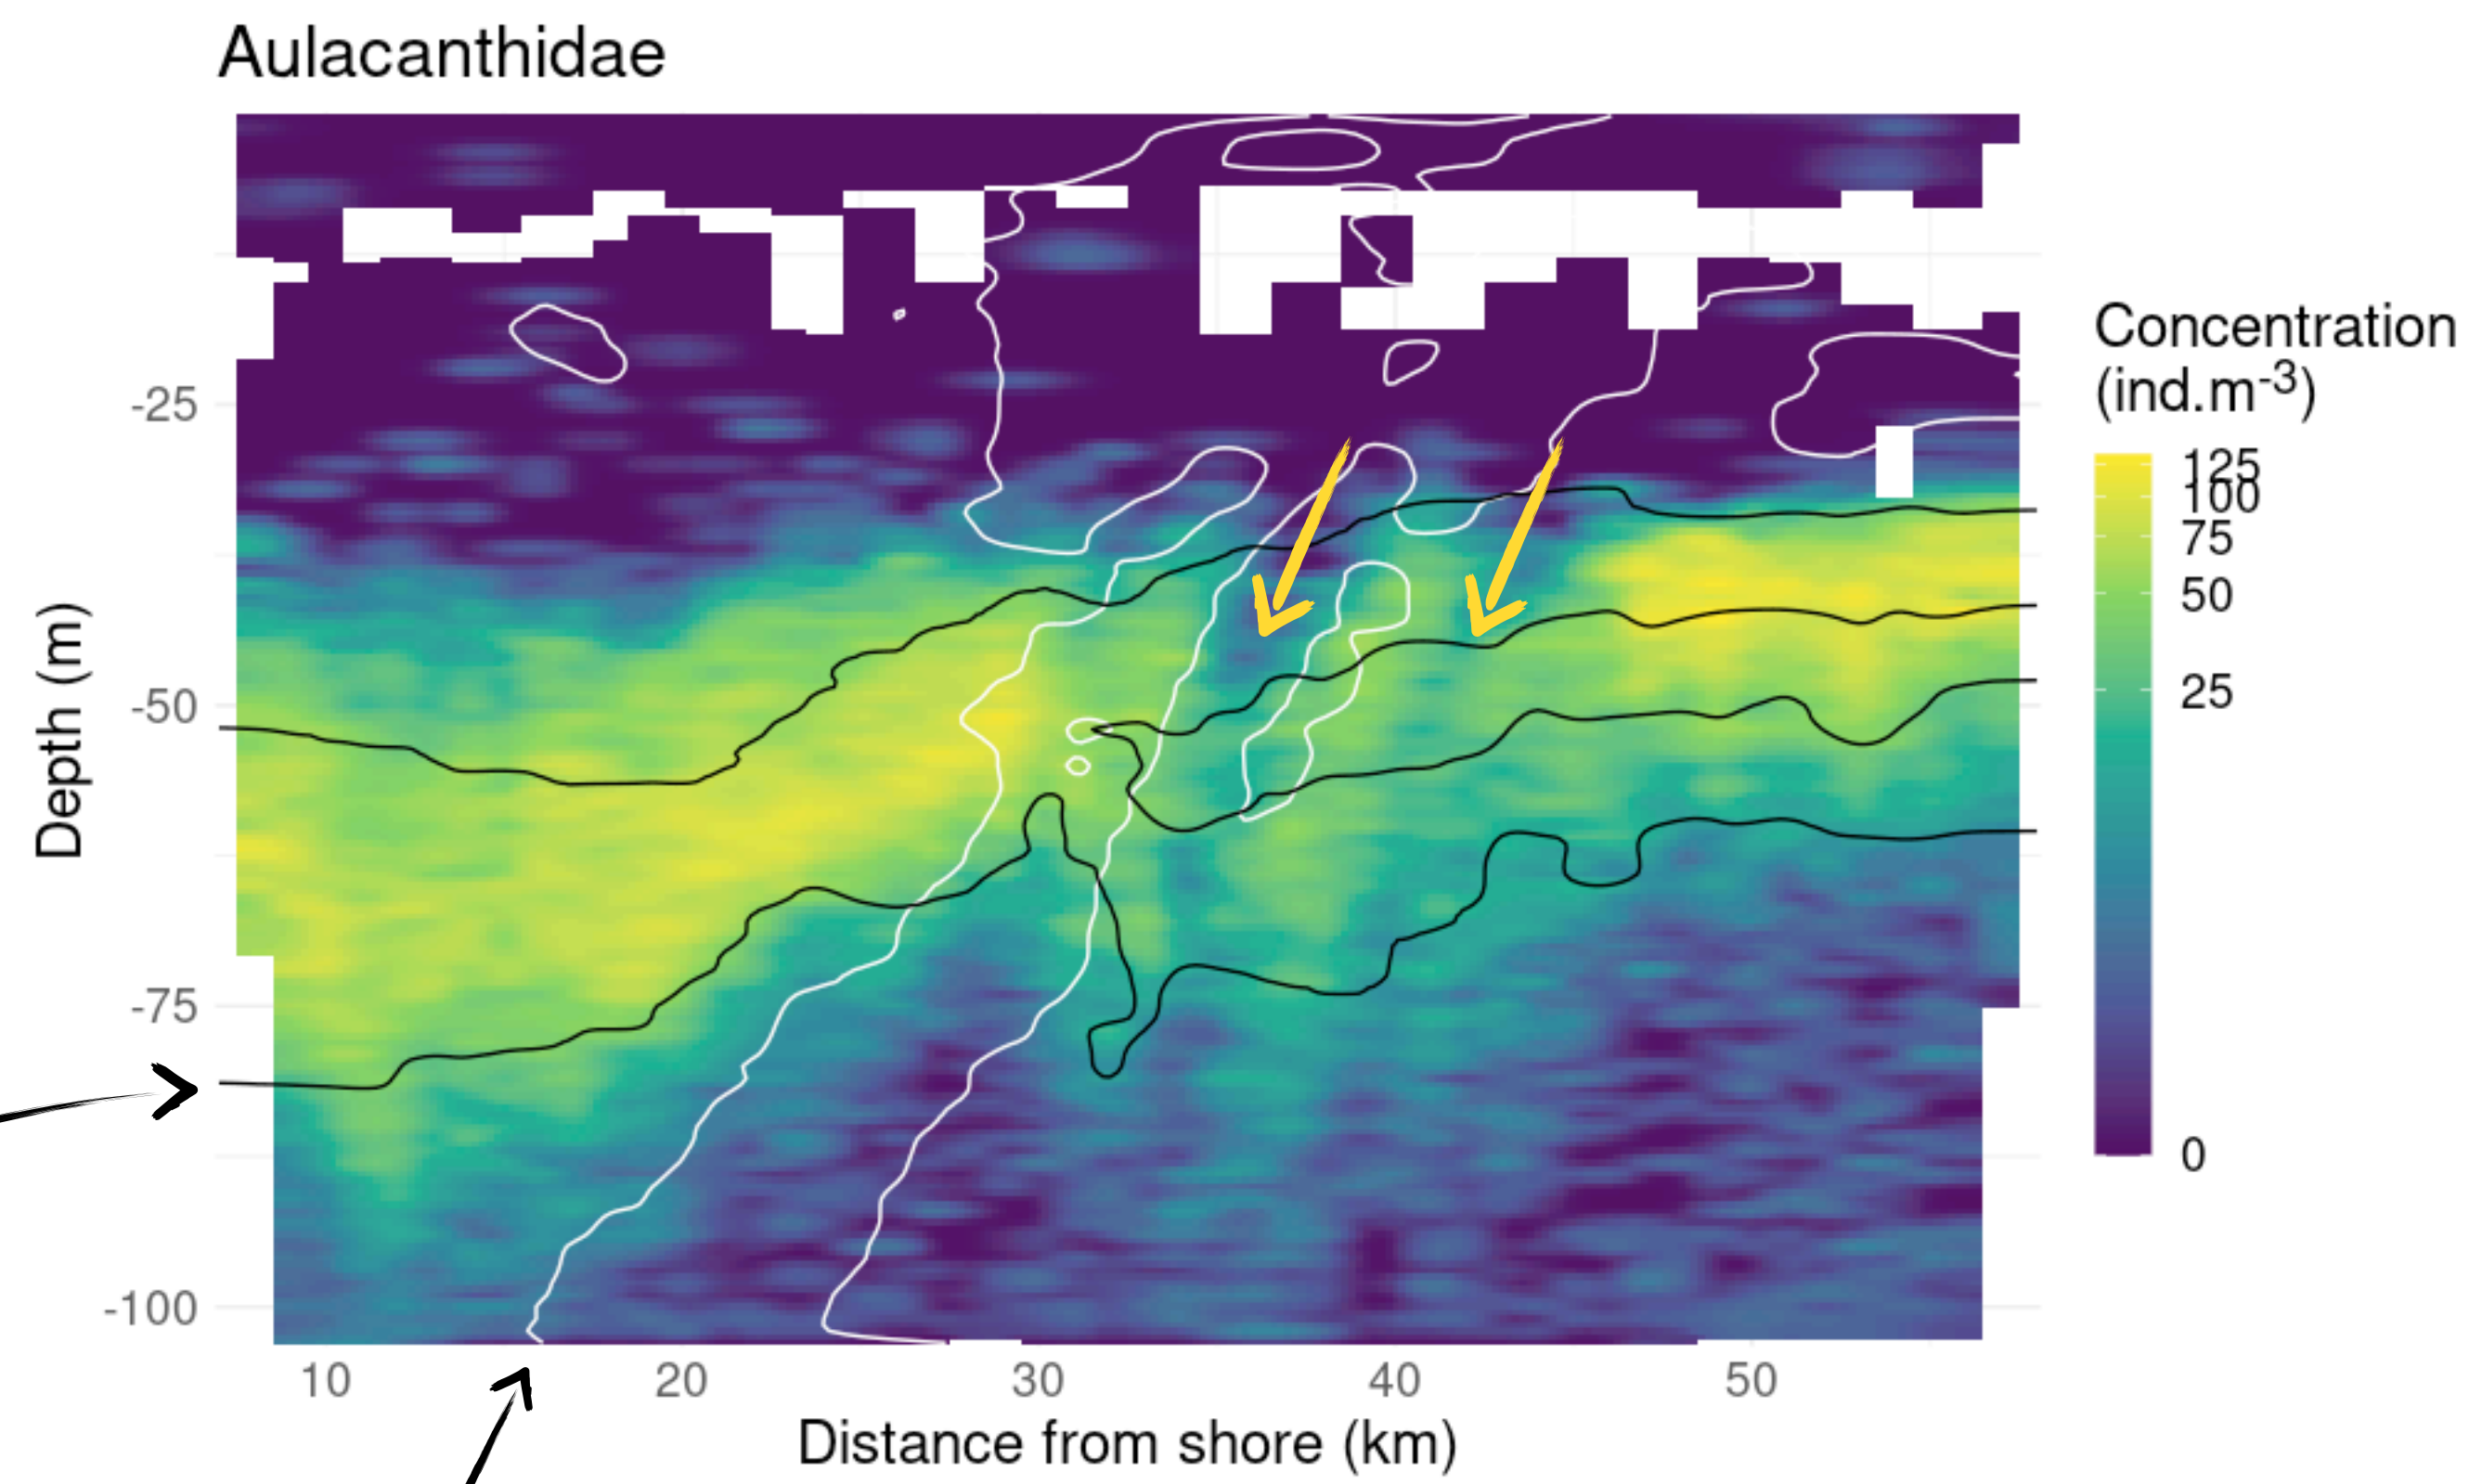 Aulacanthidae
Depth (m)
-25
-50
-75
-100
10 20 30 40 50
Distance from shore (km)
Concentration
(ind.m-3)
125
100
75
50
25
0